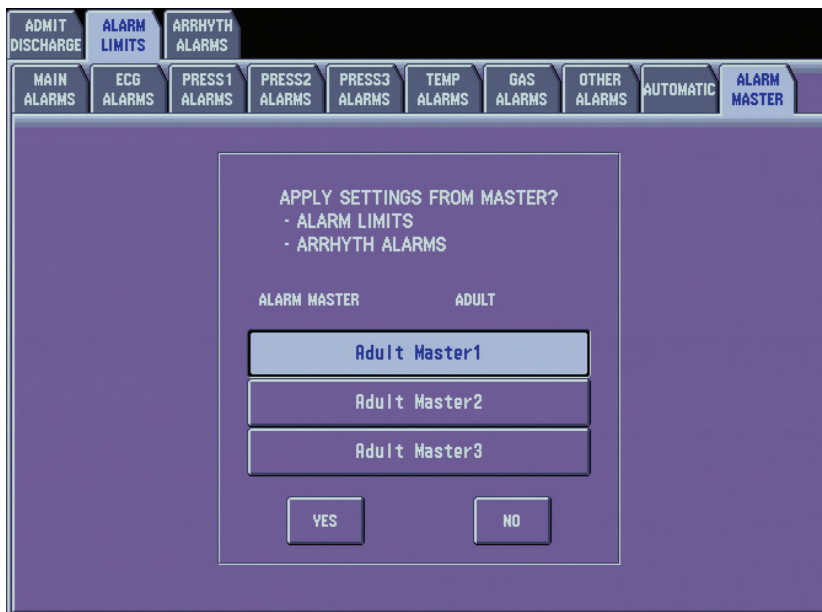 ADMIT DISCHARGE
ALARM LIMITS
ARRHYTH ALARMS
MAIN ALARMS
ECG ALARMS
PRESS1 ALARMS
PRESS2 ALARMS
PRESS3 ALARMS
TEMP ALARMS
GAS ALARMS
OTHER ALARMS
AUTOMATIC
ALARM MASTER
APPLY SETTINGS FROM MASTER?
- ALARM LIMITS
- ARRHYTH ALARMS
ALARM MASTER ADULT
Adult Master1
Adult Master2
Adult Master3
YES NO